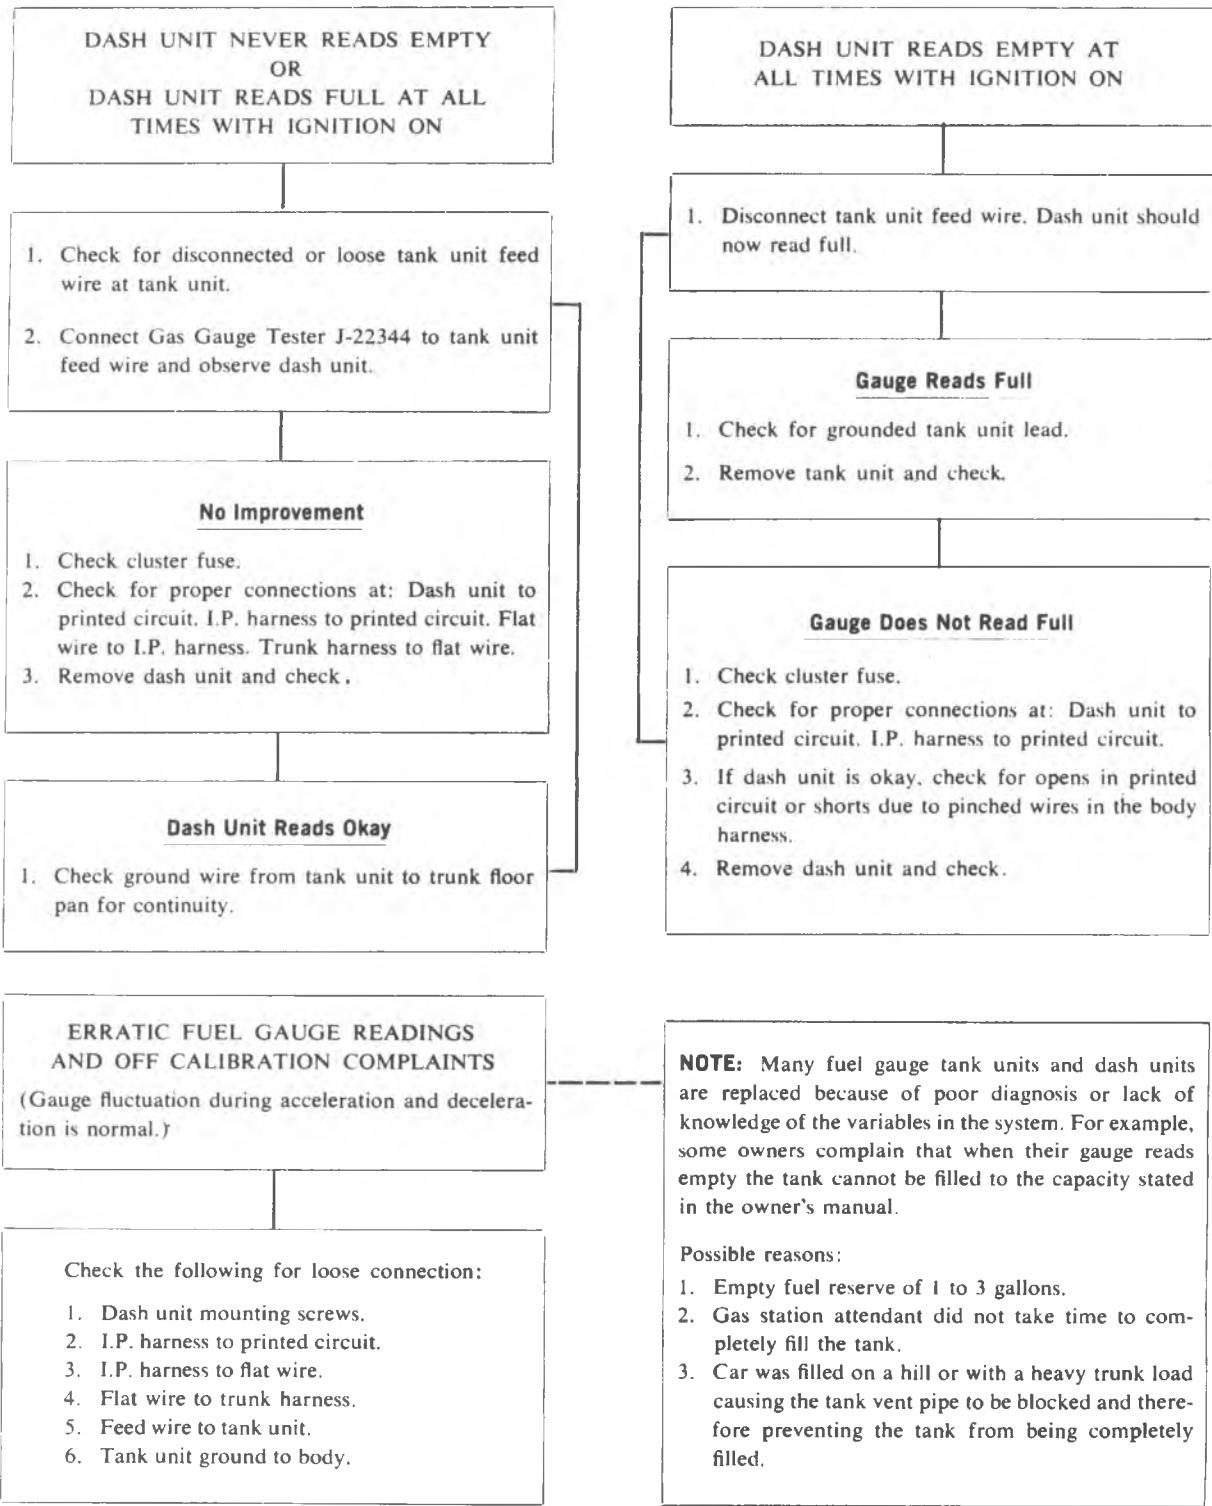 DASH UNIT NEVER READS EMPTY
OR
DASH UNIT READS FULL AT ALL
TIMES WITH IGNITION ON
1. Check for disconnected or loose tank unit feed
wire at tank unit.
2. Connect Gas Gauge Tester J-22344 to tank unit
feed wire and observe dash unit.
No Improvement
1. Check cluster fuse.
2. Check for proper connections at: Dash unit to
printed circuit. I.P. harness to printed circuit. Flat
wire to I.P. harness. Trunk harness to flat wire.
3. Remove dash unit and check.
Dash Unit Reads Okay
1. Check ground wire from tank unit to trunk floor
pan for continuity.
DASH UNIT READS EMPTY AT
ALL TIMES WITH IGNITION ON
1. Disconnect tank unit feed wire. Dash unit should
now read full.
Gauge Reads Full
1. Check for grounded tank unit lead.
2. Remove tank unit and check.
Gauge Does Not Read Full
1. Check cluster fuse.
2. Check for proper connections at: Dash unit to
printed circuit. I.P. harness to printed circuit.
3. If dash unit is okay, check for opens in printed
circuit or shorts due to pinched wires in the body
harness.
4. Remove dash unit and check.
ERRATIC FUEL GAUGE READINGS
AND OFF CALIBRATION COMPLAINTS
(Gauge fluctuation during acceleration and decelera-
tion is normal.)
Check the following for loose connection:
1. Dash unit mounting screws.
2. I.P. harness to printed circuit.
3. I.P. harness to flat wire.
4. Flat wire to trunk harness.
5. Feed wire to tank unit.
6. Tank unit ground to body.
NOTE: Many fuel gauge tank units and dash units
are replaced because of poor diagnosis or lack of
knowledge of the variables in the system. For example,
some owners complain that when their gauge reads
empty the tank cannot be filled to the capacity stated
in the owner's manual.
Possible reasons:
1. Empty fuel reserve of 1 to 3 gallons.
2. Gas station attendant did not take time to com-
pletely fill the tank.
3. Car was filled on a hill or with a heavy trunk load
causing the tank vent pipe to be blocked and there-
fore preventing the tank from being completely
filled.